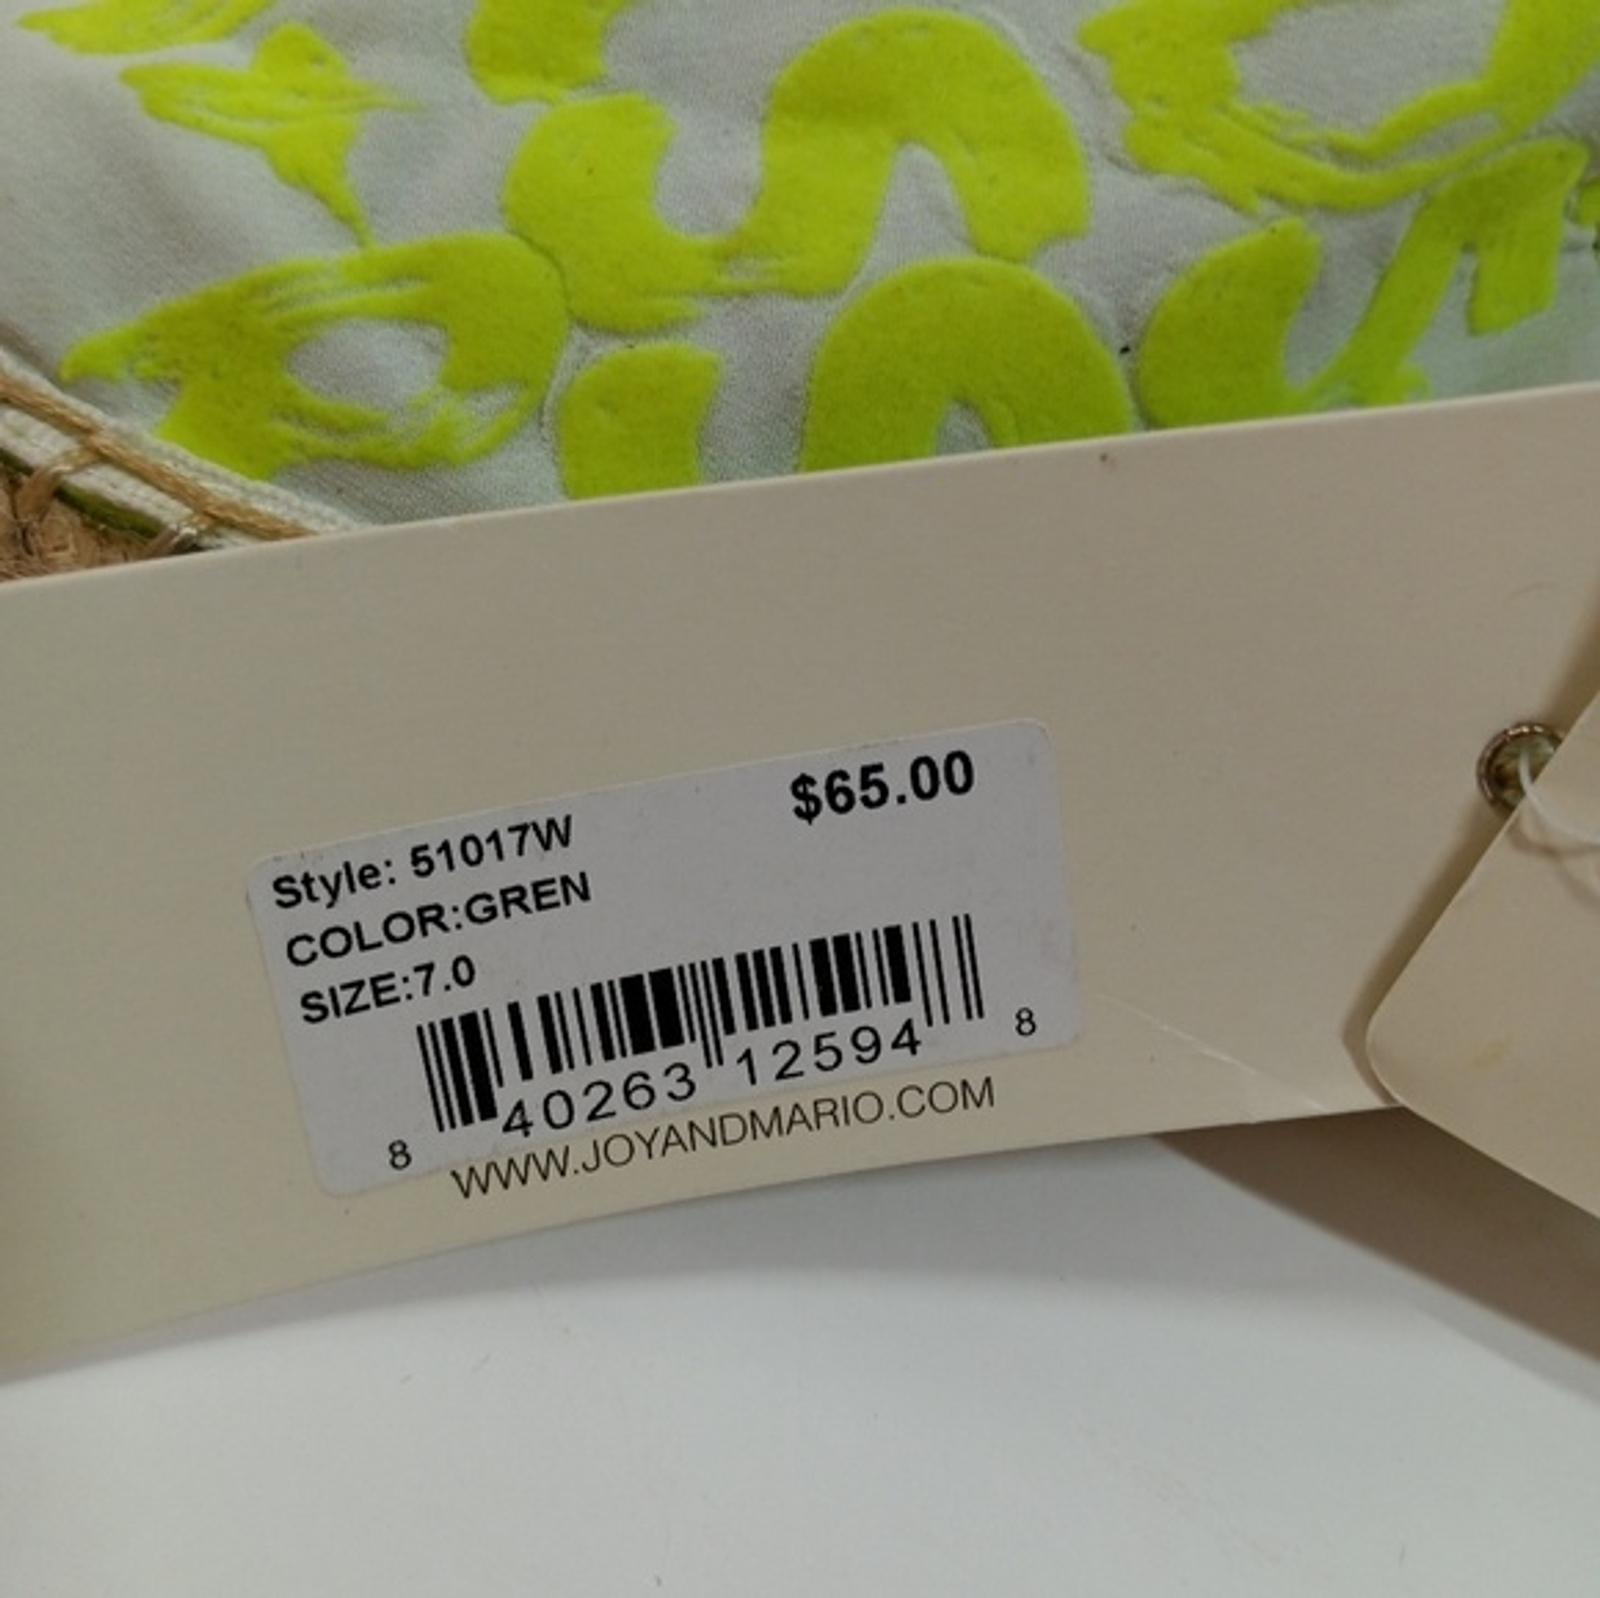 $65.00
Style: 51017W
COLOR:GREN
SIZE:7.0
8 40263 12594 8
WWW.JOYANDMARIO.COM